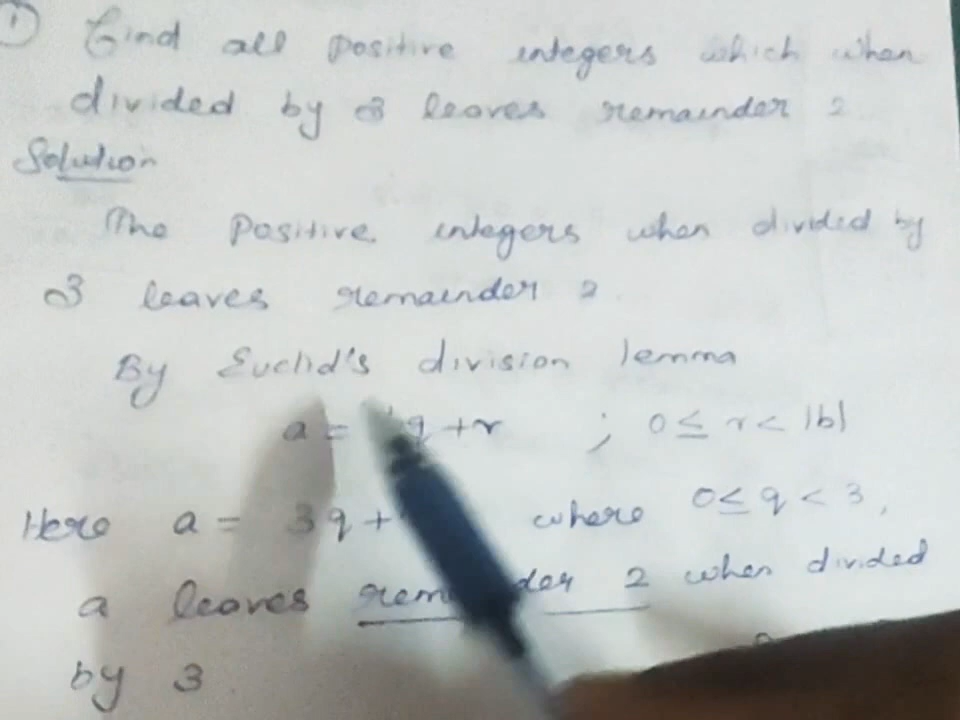 1 Find all positive integers which when
divided by 3 leaves remainder 2
Solution
The Positive integers when divided by
3 leaves remainder 2.
By Euclid's division lemma
a = q + r ; 0 ≤ r < |b|
Here a = 3q + where 0 ≤ q < 3,
a leaves remainder 2 when divided
by 3